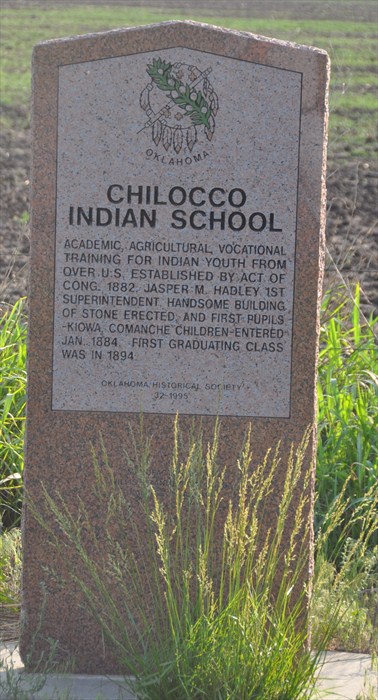 OKLAHOMA
CHILOCCO
INDIAN SCHOOL
ACADEMIC, AGRICULTURAL, VOCATIONAL
TRAINING FOR INDIAN YOUTH FROM
OVER U.S. ESTABLISHED BY ACT OF
CONG. 1882. JASPER M. HADLEY 1ST
SUPERINTENDENT. HANDSOME BUILDING
OF STONE ERECTED, AND FIRST PUPILS
-KIOWA, COMANCHE CHILDREN-ENTERED
JAN. 1884. FIRST GRADUATING CLASS
WAS IN 1894.
OKLAHOMA HISTORICAL SOCIETY
32-1995